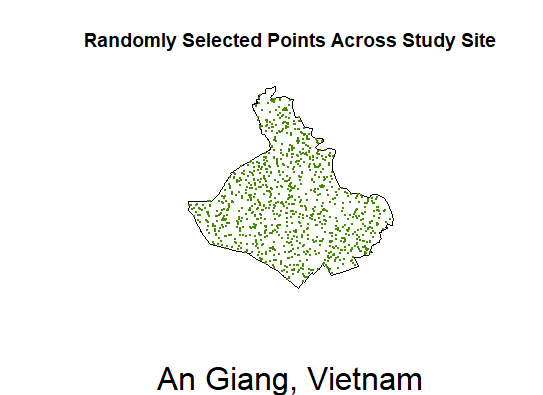 Randomly Selected Points Across Study Site
An Giang, Vietnam